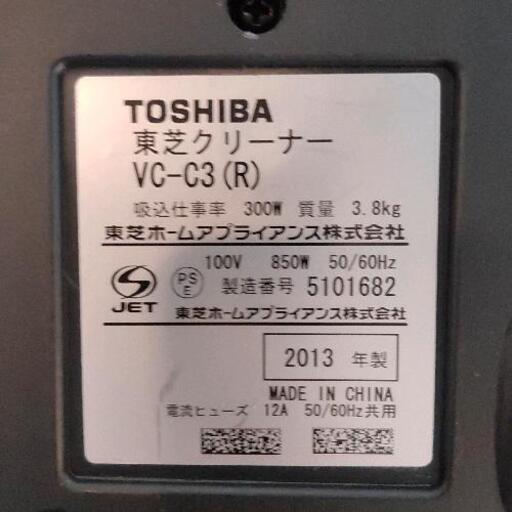 TOSHIBA
東芝クリーナー
VC-C3(R)
吸込仕事率 300W 質量 3.8kg
東芝ホームアプライアンス株式会社
100V 850W 50/60Hz
製造番号 5101682
東芝ホームアプライアンス株式会社
S JET
PS E
2013 年製
MADE IN CHINA
電流ヒューズ 12A 50/60Hz共用